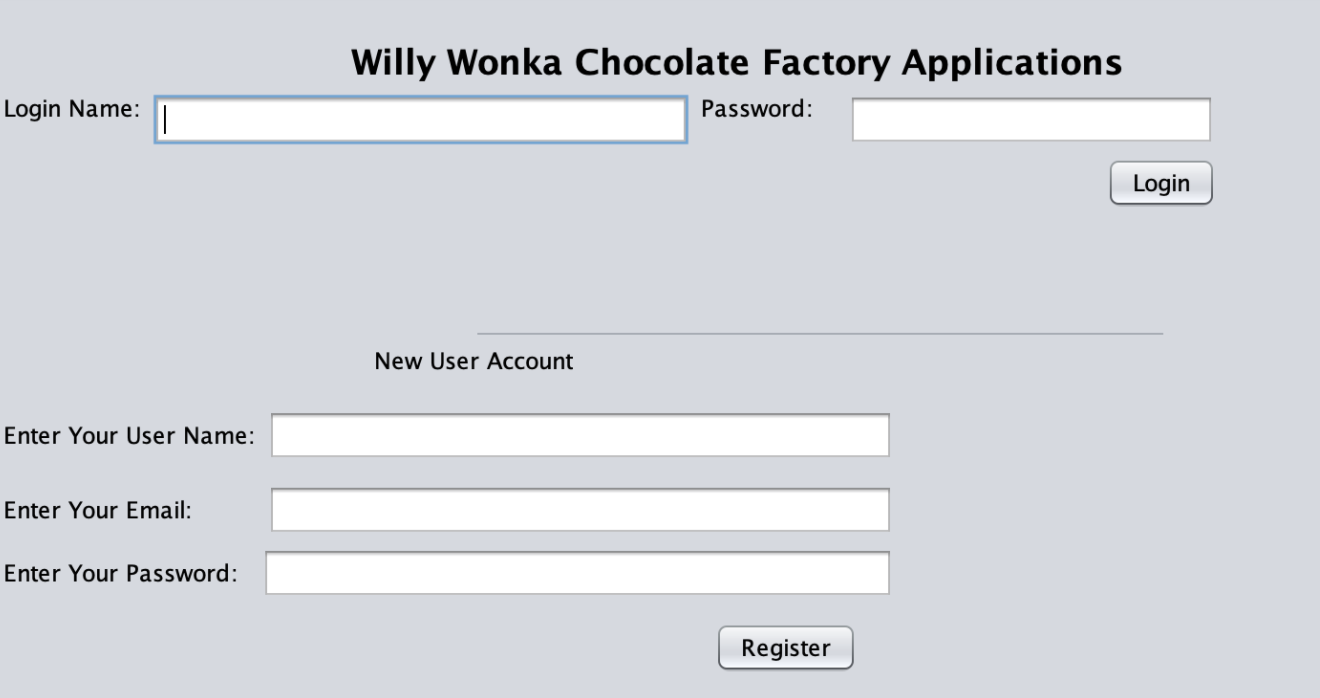 Willy Wonka Chocolate Factory Applications
Login Name: Password:
Login
New User Account
Enter Your User Name:
Enter Your Email:
Enter Your Password:
Register